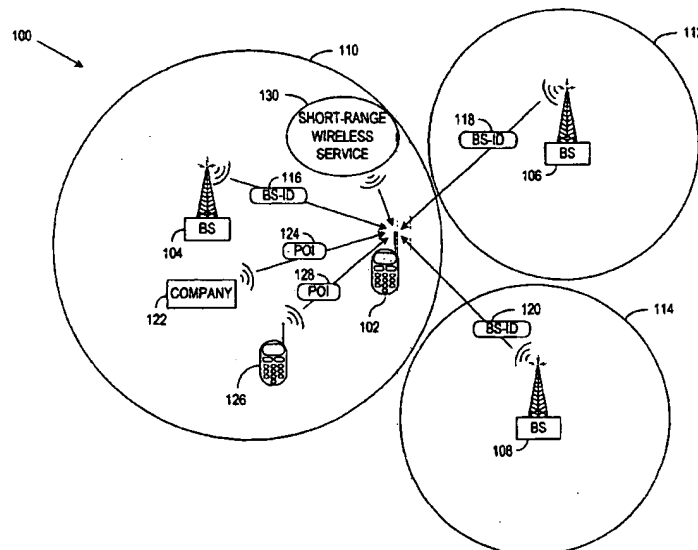 100
110
112
130
SHORT-RANGE
WIRELESS
SERVICE
118
BS-ID
BS
106
116
BS-ID
BS
104
124
POI
128
POI
COMPANY
122
102
126
120
BS-ID
114
BS
108